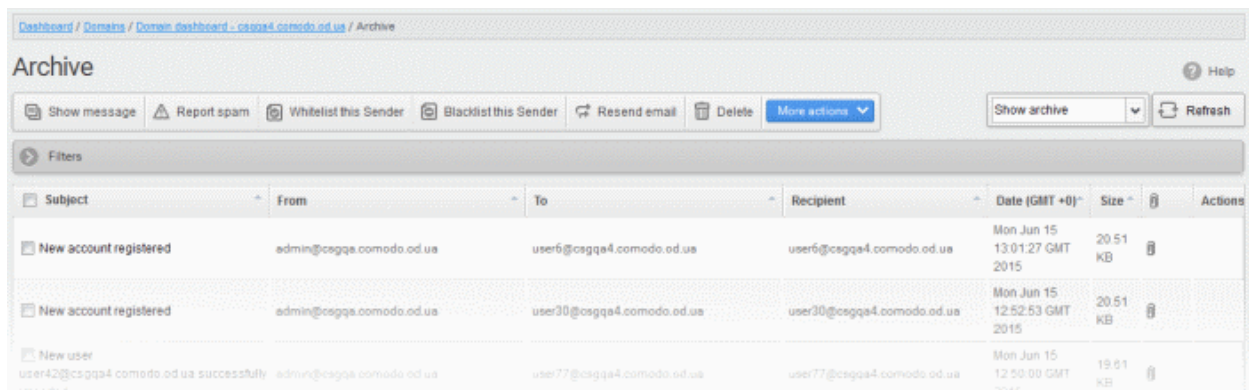 Dashboard / Domains / Domain dashboard - csgqa4.comodo.od.ua / Archive
Archive
Help
Show message Report spam Whitelist this Sender Blacklist this Sender Resend email Delete More actions Show archive Refresh
Filters
Subject From To Recipient Date (GMT +0) Size Actions
New account registered admin@csgqa.comodo.od.ua user6@csgqa4.comodo.od.ua user6@csgqa4.comodo.od.ua Mon Jun 15
13:01:27 GMT
2015
20.51
KB
New account registered admin@csgqa.comodo.od.ua user30@csgqa4.comodo.od.ua user30@csgqa4.comodo.od.ua Mon Jun 15
12:52:53 GMT
2015
20.51
KB
New user
user42@csgqa4.comodo.od.ua successfully admin@csgqa.comodo.od.ua user77@csgqa4.comodo.od.ua user77@csgqa4.comodo.od.ua Mon Jun 15
12:50:00 GMT
2015
19.61
KB